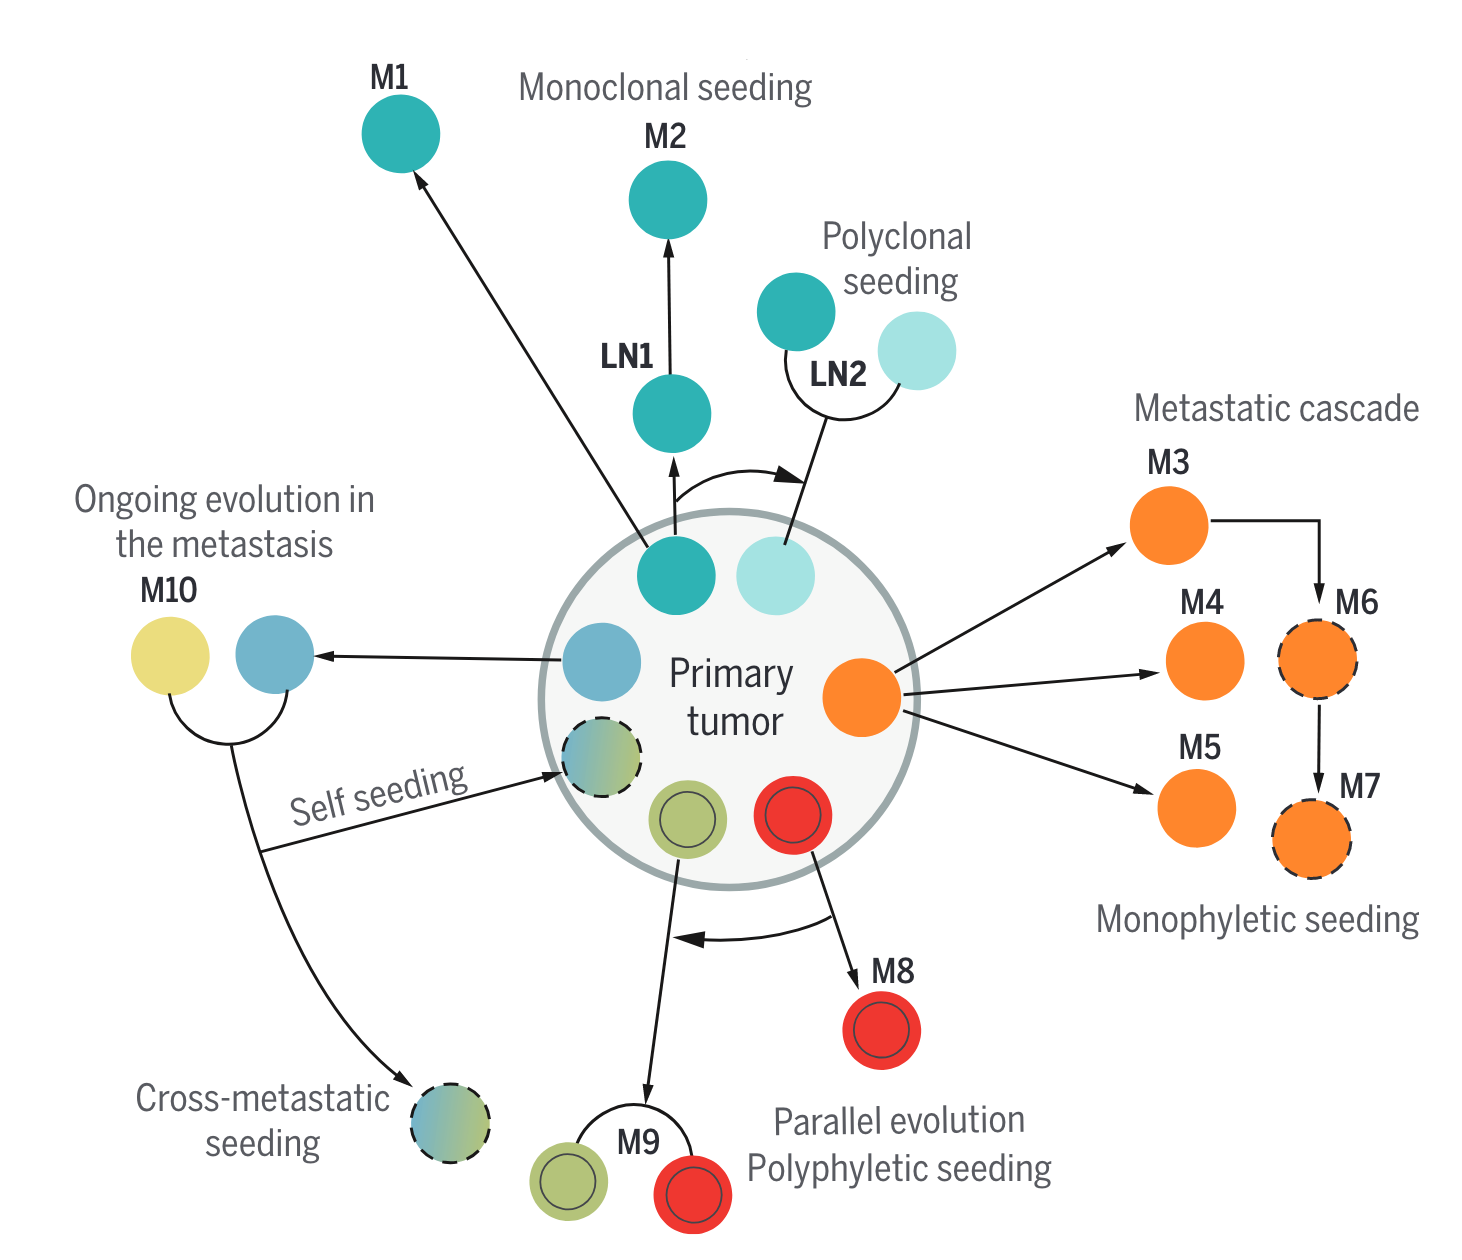 M1
Monoclonal seeding
M2
Polyclonal
seeding
LN1
LN2
Metastatic cascade
M3
Ongoing evolution in
the metastasis
M10
M4
M6
Primary
tumor
M5
M7
Self seeding
Monophyletic seeding
M8
Cross-metastatic
seeding
M9
Parallel evolution
Polyphyletic seeding